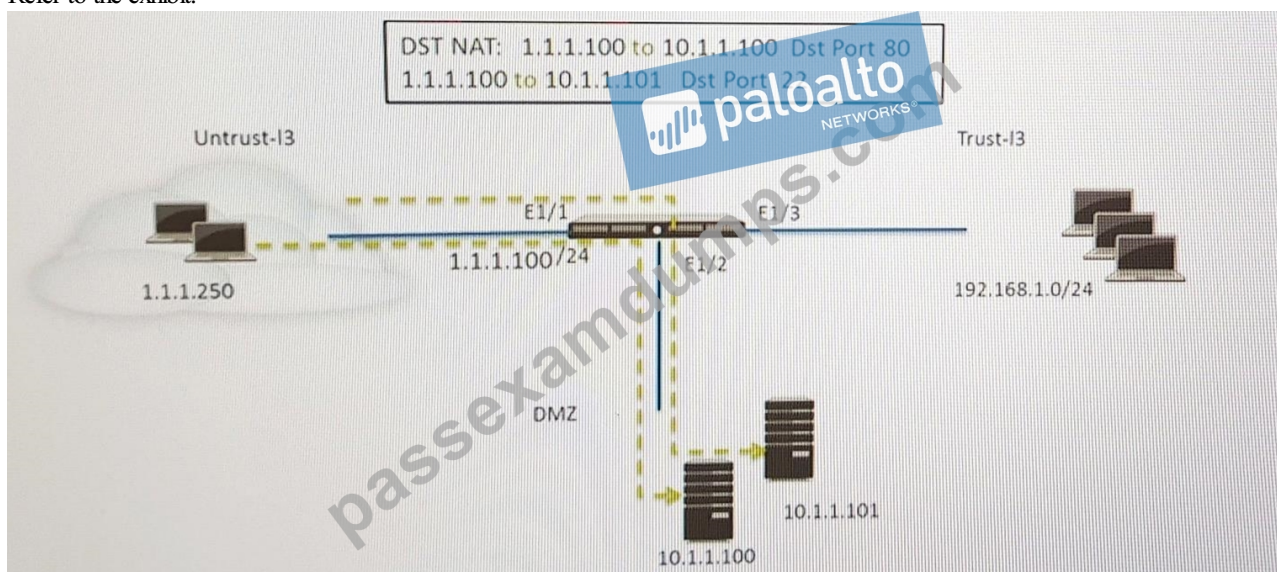 Refer to the exhibit.
DST NAT: 1.1.1.100 to 10.1.1.100 Dst Port 80
1.1.1.100 to 10.1.1.101 Dst Port 22
paloalto
NETWORKS®
Untrust-l3
Trust-l3
E1/1
E1/3
1.1.1.100/24
E1/2
1.1.1.250
192.168.1.0/24
DMZ
10.1.1.101
10.1.1.100
passexamdumps.com